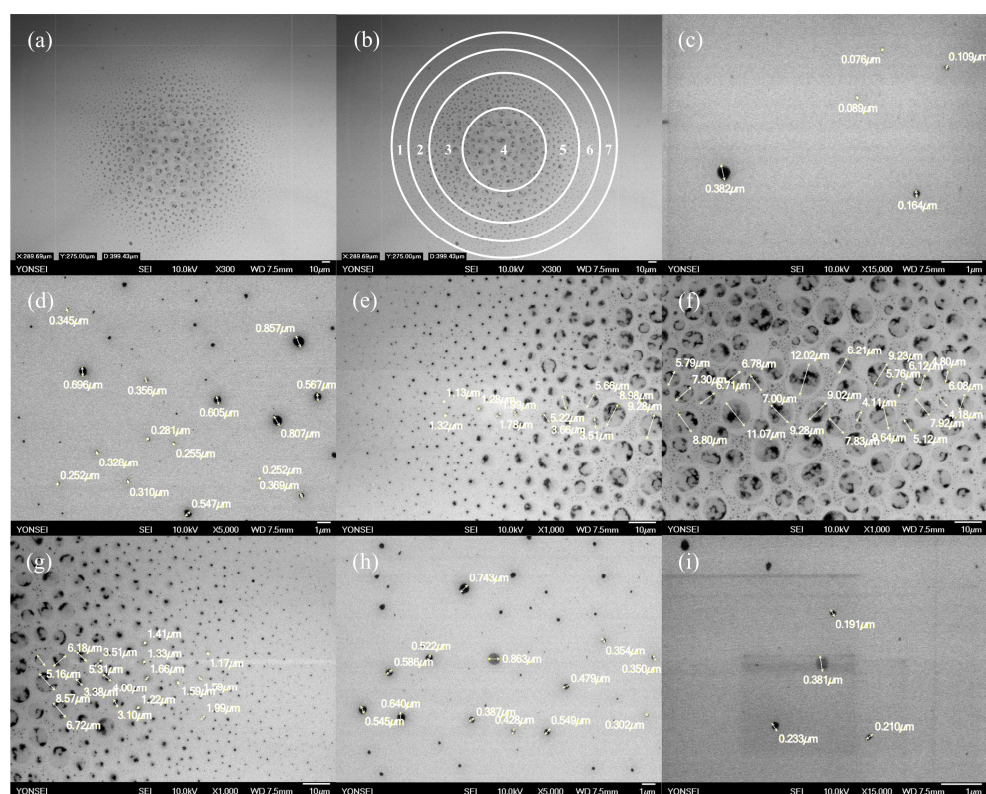 (a)
X:289.69μm Y:275.00μm D:399.43μm
YONSEI SEI 10.0kV X300 WD 7.5mm 10μm
(b)
1 2 3 4 5 6 7
X:289.69μm Y:275.00μm D:399.43μm
YONSEI SEI 10.0kV X300 WD 7.5mm 10μm
(c)
0.076μm
0.109μm
0.089μm
0.382μm
0.164μm
SEI 10.0kV X15,000 WD 7.5mm 1μm
(d)
0.345μm
0.857μm
0.696μm
0.356μm
0.567μm
0.605μm
0.281μm
0.807μm
0.255μm
0.328μm
0.252μm
0.252μm
0.310μm
0.369μm
0.547μm
YONSEI SEI 10.0kV X5,000 WD 7.5mm 1μm
(e)
1.13μm
5.66μm
1.28μm
8.98μm
9.28μm
1.32μm
1.78μm
5.22μm
3.66μm
3.51μm
YONSEI SEI 10.0kV X1,000 WD 7.5mm 10μm
(f)
5.79μm
6.78μm
12.02μm
6.21μm
9.23μm
4.80μm
7.30μm
6.71μm
5.76μm
6.12μm
6.08μm
7.00μm
9.02μm
4.11μm
4.18μm
8.80μm
11.07μm
9.28μm
7.83μm
9.64μm
7.92μm
5.12μm
YONSEI SEI 10.0kV X1,000 WD 7.5mm 10μm
(g)
1.41μm
6.18μm
3.51μm
1.33μm
1.17μm
5.16μm
5.31μm
1.66μm
4.00μm
1.59μm
1.59μm
8.57μm
3.38μm
1.22μm
1.99μm
3.10μm
6.72μm
YONSEI SEI 10.0kV X1,000 WD 7.5mm 10μm
(h)
0.743μm
0.522μm
0.354μm
0.586μm
0.863μm
0.350μm
0.479μm
0.640μm
0.387μm
0.545μm
0.428μm
0.549μm
0.302μm
YONSEI SEI 10.0kV X5,000 WD 7.5mm 1μm
(i)
0.191μm
0.381μm
0.233μm
0.210μm
YONSEI SEI 10.0kV X15,000 WD 7.5mm 1μm